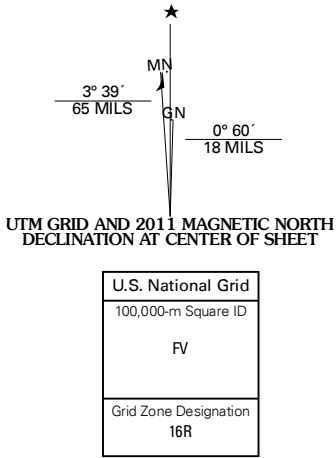 ★
MN
3° 39´
65 MILS
GN
0° 60´
18 MILS
UTM GRID AND 2011 MAGNETIC NORTH
DECLINATION AT CENTER OF SHEET
U.S. National Grid
100,000-m Square ID
FV
Grid Zone Designation
16R